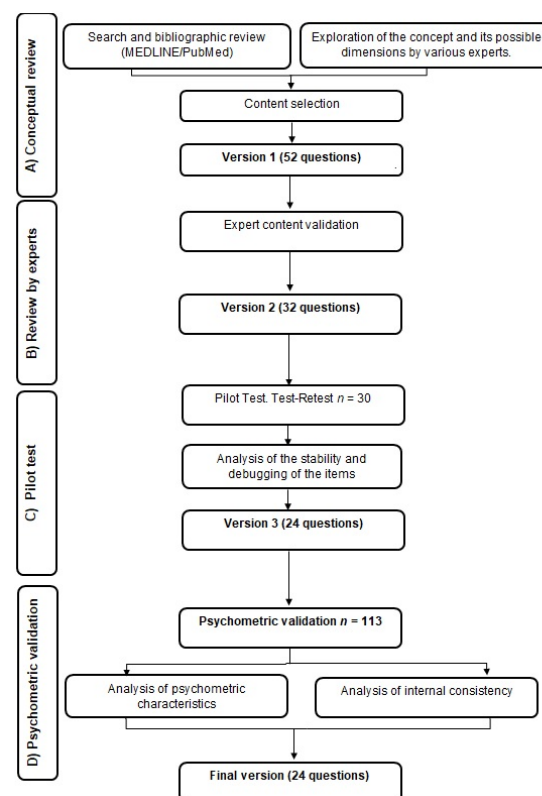 A) Conceptual review
Search and bibliographic review
(MEDLINE/PubMed)
Exploration of the concept and its possible
dimensions by various experts.
Content selection
Version 1 (52 questions)
B) Review by experts
Expert content validation
Version 2 (32 questions)
C) Pilot test
Pilot Test. Test-Retest n = 30
Analysis of the stability and
debugging of the items
Version 3 (24 questions)
D) Psychometric validation
Psychometric validation n = 113
Analysis of psychometric
characteristics
Analysis of internal consistency
Final version (24 questions)